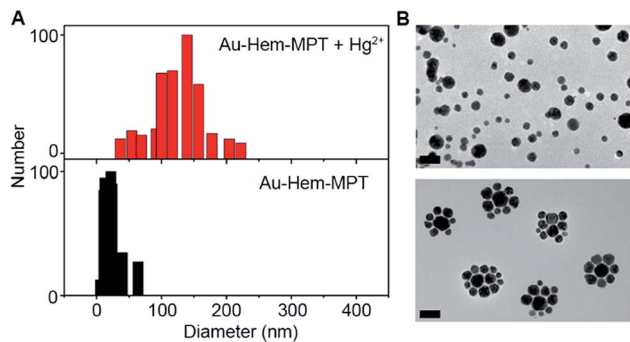 A
B
100
Au-Hem-MPT + Hg²⁺
0
Number
100
Au-Hem-MPT
0
0 100 200 300 400
Diameter (nm)